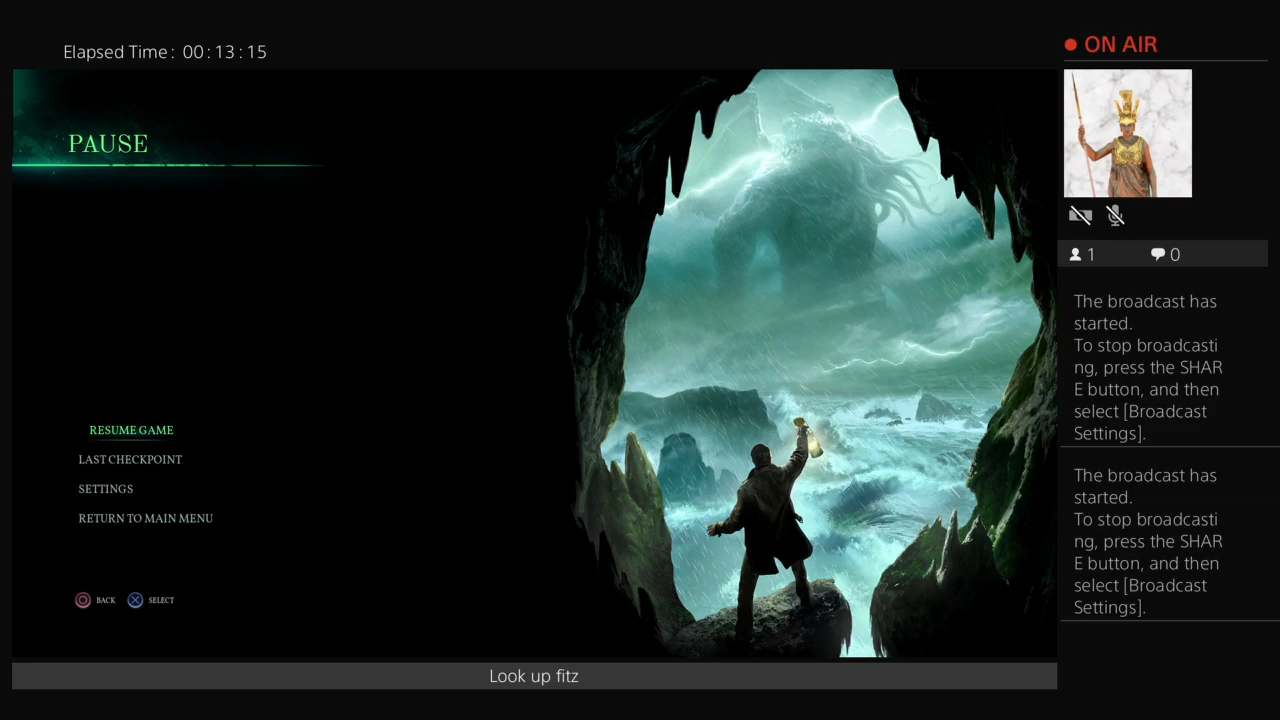 Elapsed Time: 00:13:15
ON AIR
PAUSE
1
0
The broadcast has
started.
To stop broadcasti
ng, press the SHAR
E button, and then
select [Broadcast
Settings].
The broadcast has
started.
To stop broadcasti
ng, press the SHAR
E button, and then
select [Broadcast
Settings].
RESUME GAME
LAST CHECKPOINT
SETTINGS
RETURN TO MAIN MENU
BACK SELECT
Look up fitz